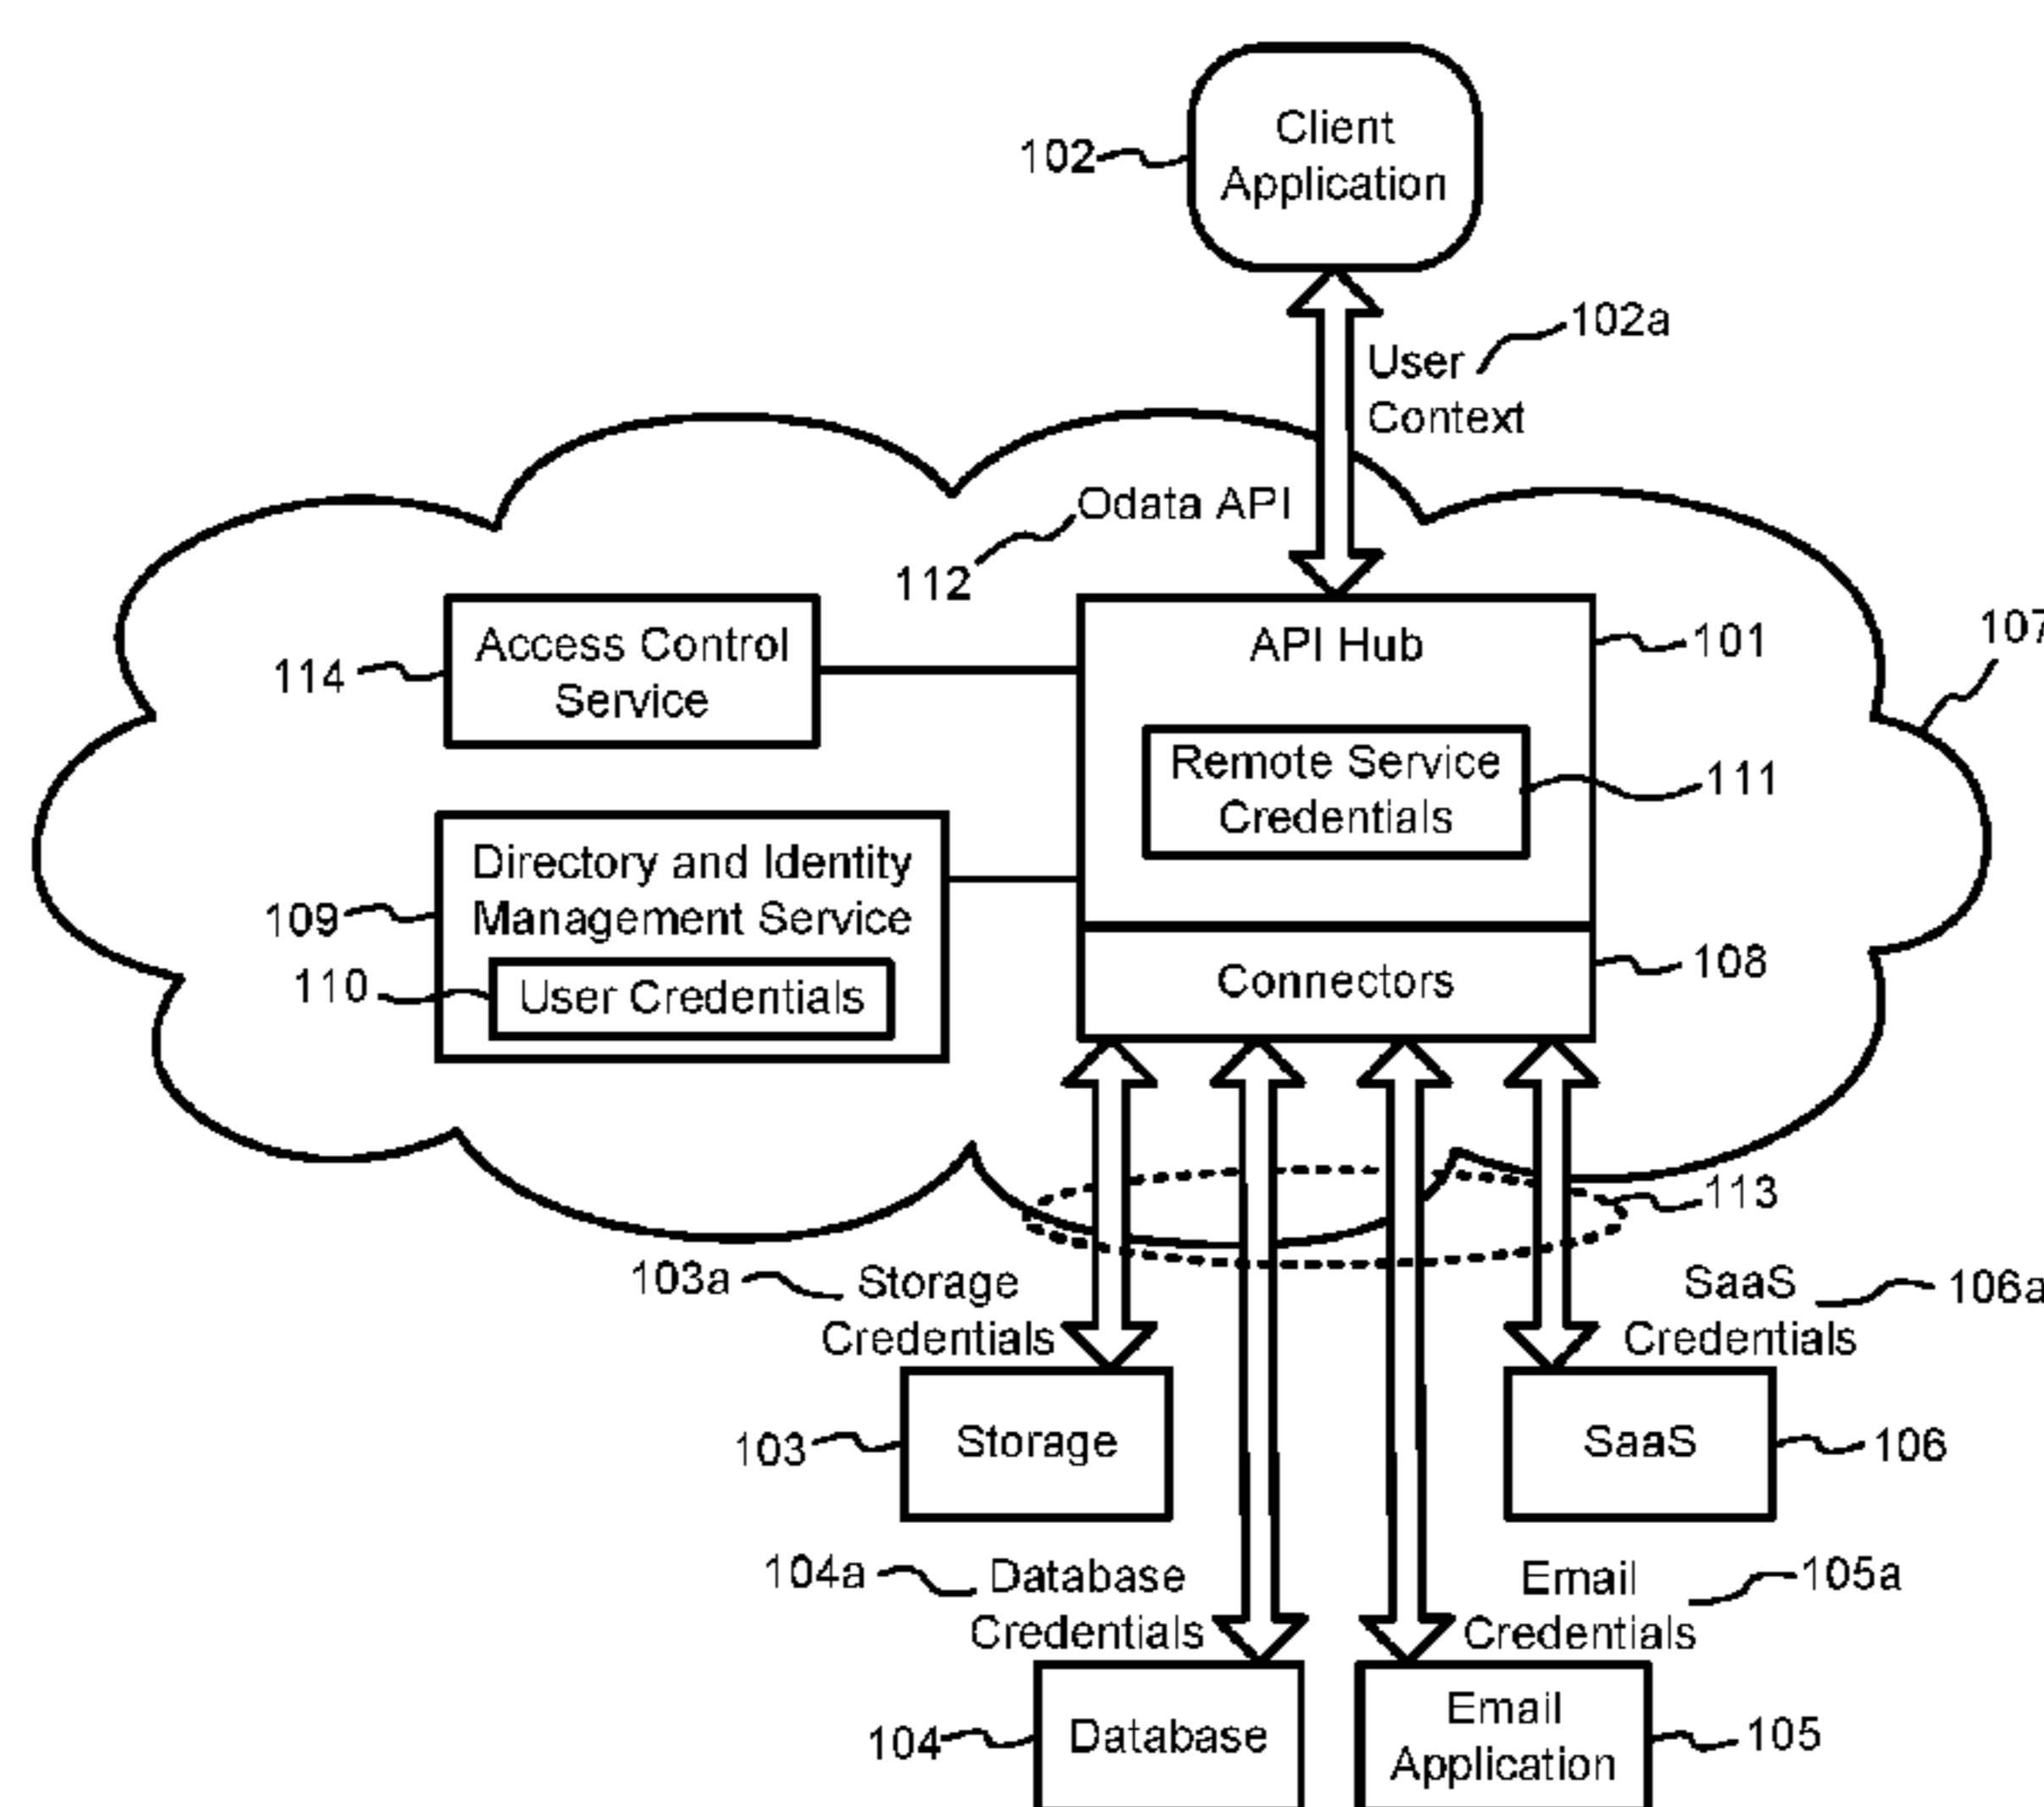 Client
Application
102
102a
User
Context
Odata API
112
Access Control
Service
114
API Hub
101
107
Remote Service
Credentials
111
Directory and Identity
Management Service
109
User Credentials
110
Connectors
108
113
103a
Storage
Credentials
SaaS
Credentials
106a
103
Storage
SaaS
106
104a
Database
Credentials
Email
Credentials
105a
104
Database
Email
Application
105